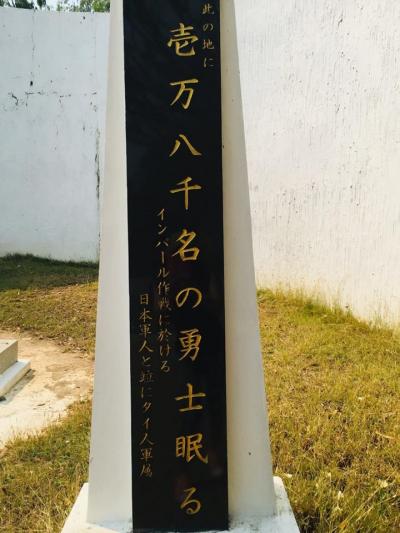 此の地に
壱万八千名の勇士眠る
インパール作戦に於ける
日本軍人と並にタイ人軍属